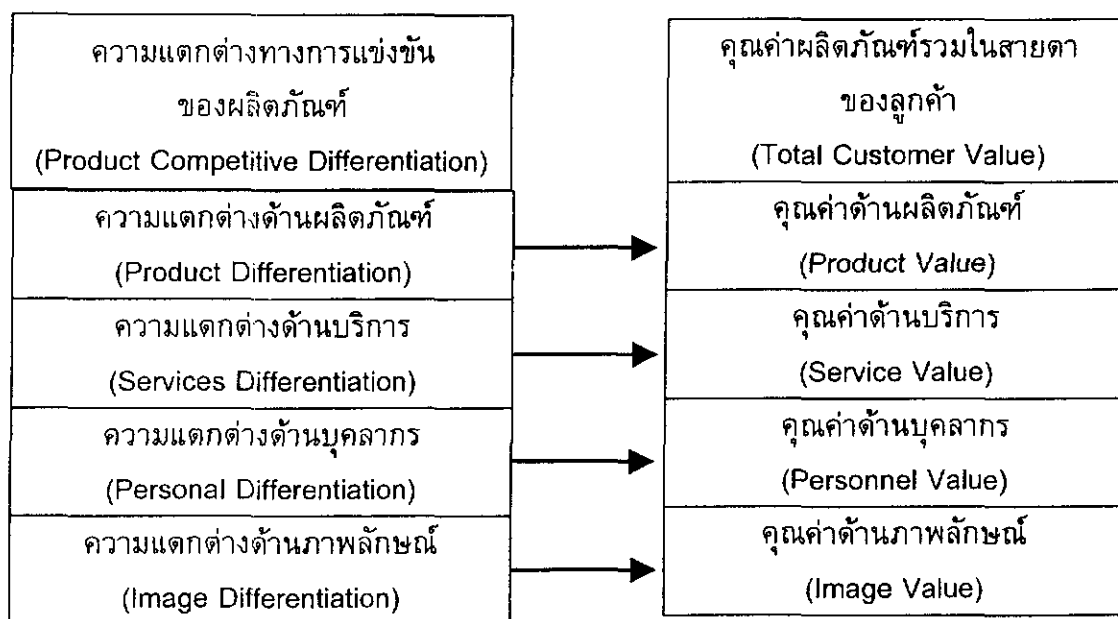 ความแตกต่างทางการแข่งขัน
ของผลิตภัณฑ์
(Product Competitive Differentiation)
ความแตกต่างด้านผลิตภัณฑ์
(Product Differentiation)
ความแตกต่างด้านบริการ
(Services Differentiation)
ความแตกต่างด้านบุคลากร
(Personal Differentiation)
ความแตกต่างด้านภาพลักษณ์
(Image Differentiation)
คุณค่าผลิตภัณฑ์รวมในสายตา
ของลูกค้า
(Total Customer Value)
คุณค่าด้านผลิตภัณฑ์
(Product Value)
คุณค่าด้านบริการ
(Service Value)
คุณค่าด้านบุคลากร
(Personnel Value)
คุณค่าด้านภาพลักษณ์
(Image Value)